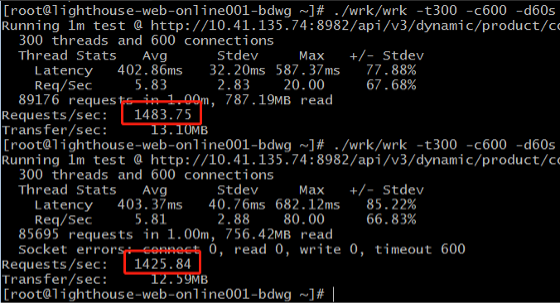 [root@lighthouse-web-online001-bdwg ~]# ./wrk/wrk -t300 -c600 -d60s
Running 1m test @ http://10.41.135.74:8982/api/v3/dynamic/product/co
300 threads and 600 connections
Thread Stats Avg Stdev Max +/- Stdev
Latency 402.86ms 32.20ms 587.37ms 77.88%
Req/Sec 5.83 2.83 20.00 67.68%
89176 requests in 1.00m, 787.19MB read
Requests/sec: 1483.75
Transfer/sec: 13.10MB
[root@lighthouse-web-online001-bdwg ~]# ./wrk/wrk -t300 -c600 -d60s
Running 1m test @ http://10.41.135.74:8982/api/v3/dynamic/product/co
300 threads and 600 connections
Thread Stats Avg Stdev Max +/- Stdev
Latency 403.37ms 40.76ms 682.12ms 85.22%
Req/Sec 5.81 2.88 80.00 66.83%
85695 requests in 1.00m, 756.42MB read
Socket errors: connect 0, read 0, write 0, timeout 600
Requests/sec: 1425.84
Transfer/sec: 12.59MB
[root@lighthouse-web-online001-bdwg ~]#